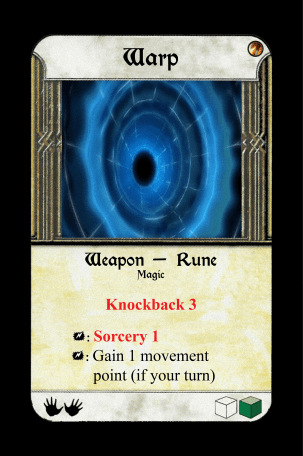 Warp
Weapon — Rune
Magic
Knockback 3
: Sorcery 1
: Gain 1 movement
point (if your turn)